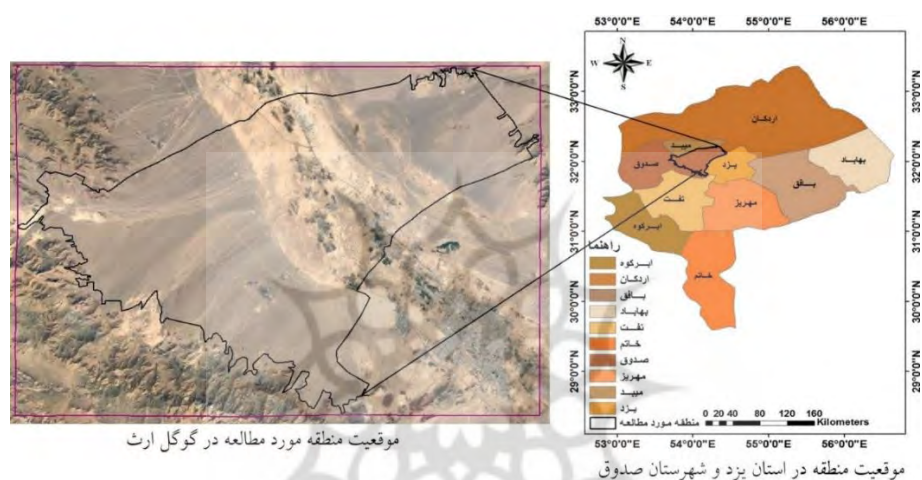 53°0'0"E 54°0'0"E 55°0'0"E 56°0'0"E
N
W E
S
33°0'0"N
32°0'0"N
31°0'0"N
30°0'0"N
29°0'0"N
33°0'0"N
32°0'0"N
31°0'0"N
30°0'0"N
29°0'0"N
اردکان
میبد
صدوق
یزد
بهاباد
بافق
تفت
مهریز
ابرکوه
خاتم
راهنما
ابرکوه
اردکان
بافق
بهاباد
تفت
خاتم
صدوق
مهریز
میبد
یزد
منطقه مورد مطالعه
0 20 40 80 120 160
Kilometers
53°0'0"E 54°0'0"E 55°0'0"E 56°0'0"E
موقعیت منطقه مورد مطالعه در گوگل ارث
موقعیت منطقه در استان یزد و شهرستان صدوق